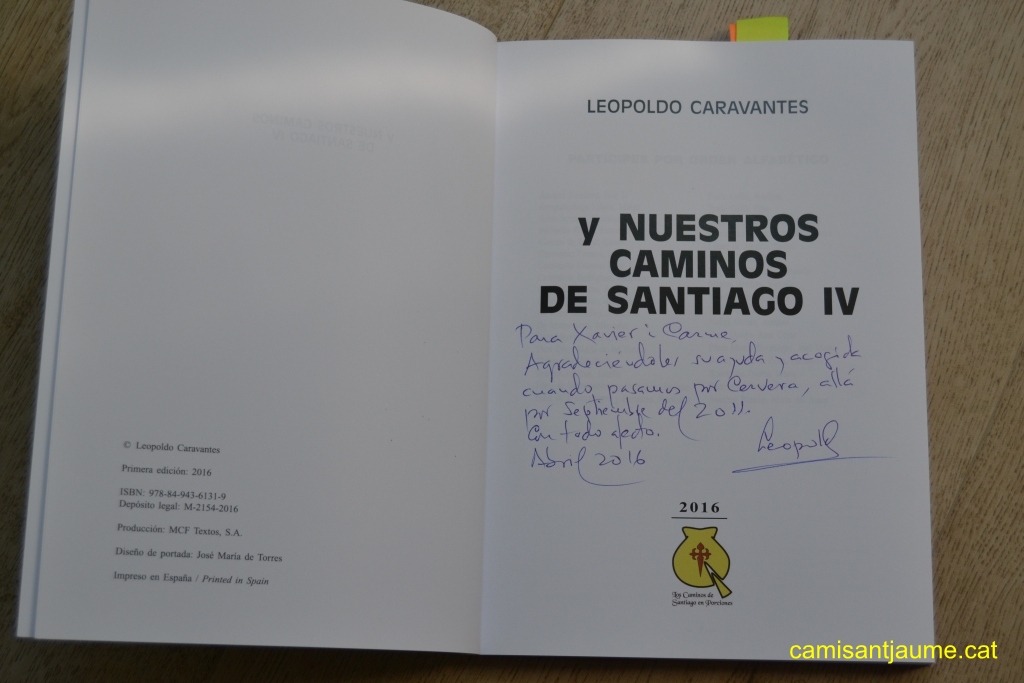 © Leopoldo Caravantes
Primera edición: 2016
ISBN: 978-84-943-6131-9
Depósito legal: M-2154-2016
Producción: MCF Textos, S.A.
Diseño de portada: José María de Torres
Impreso en España / Printed in Spain
LEOPOLDO CARAVANTES
y NUESTROS
CAMINOS
DE SANTIAGO IV
Para Xavier i Carme,
Agradeciéndoles su ayuda y acogida
cuando pasamos por Cervera, allá
por Septiembre del 2011.
Con todo afecto.
Abril 2016
Leopoldo
2016
Los Caminos de
Santiago en Porciones
camisantjaume.cat